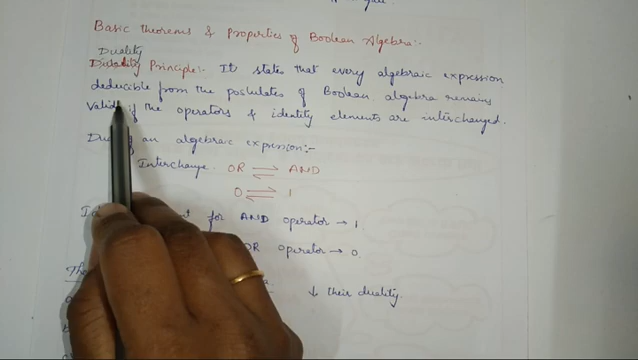 Basic theorems & Properties of Boolean Algebra:-
Duality
Principle:- It states that every algebraic expression
deducible from the postulates of Boolean algebra remains
valid if the operators & identity elements are interchanged.
of an algebraic expression:-
Interchange OR ⇌ AND
0 ⇌ 1
for AND operator → 1
OR operator → 0
↓ their duality.